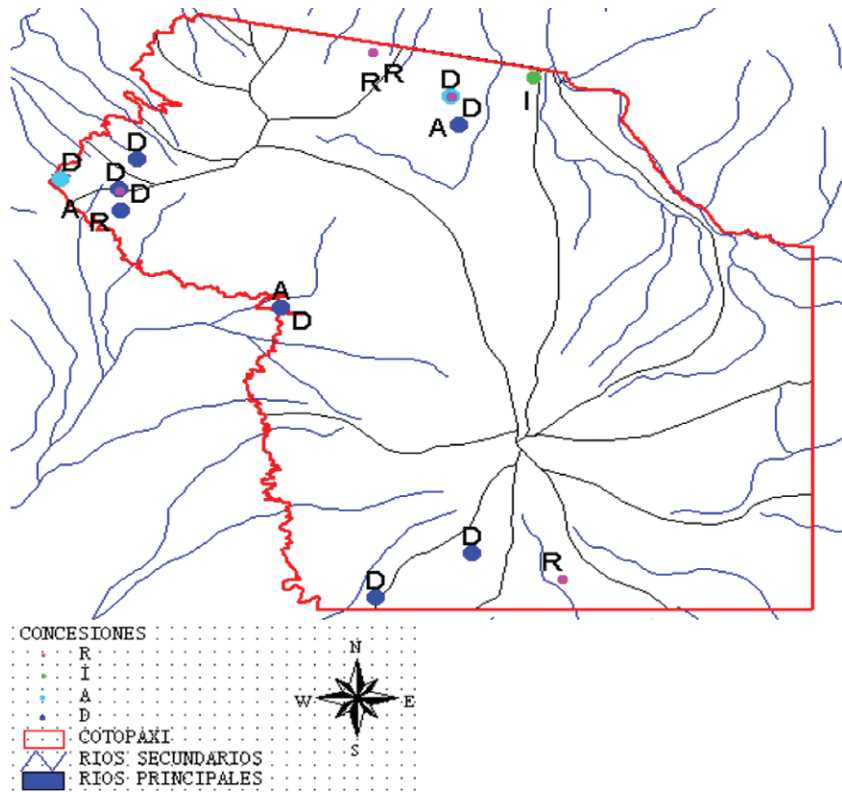 R R
D
D
A
I
D
D
D
D
A
R
A
D
D
D
R
CONCESIONES
R
I
A
D
COTOPAXI
RIOS SECUNDARIOS
RIOS PRINCIPALES
N
W E
S